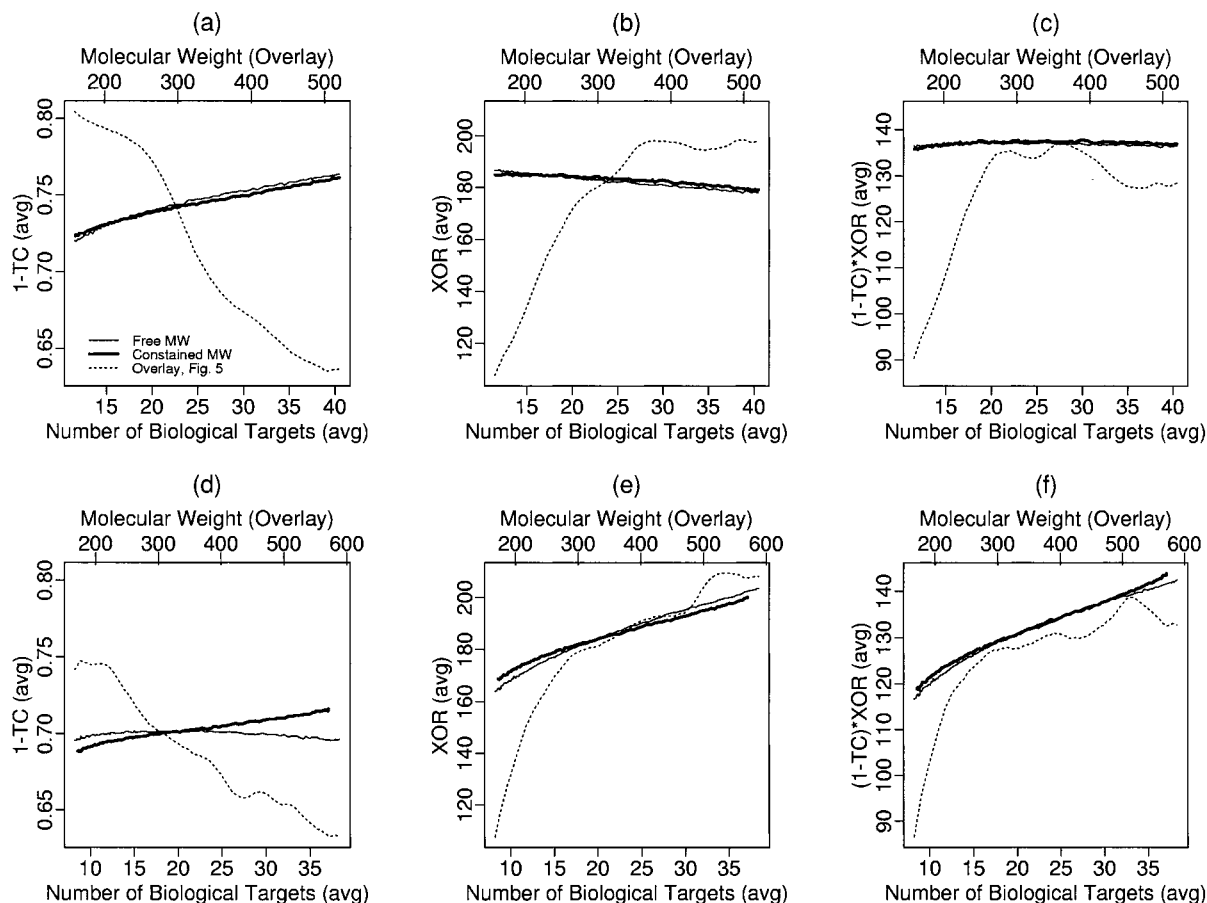 (a)
Molecular Weight (Overlay)
200 300 400 500
1-TC (avg)
0.80
0.75
0.70
0.65
Free MW
Constained MW
Overlay, Fig. 5
15 20 25 30 35 40
Number of Biological Targets (avg)
(b)
Molecular Weight (Overlay)
200 300 400 500
XOR (avg)
200
180
160
140
120
15 20 25 30 35 40
Number of Biological Targets (avg)
(c)
Molecular Weight (Overlay)
200 300 400 500
(1-TC)*XOR (avg)
140
130
120
110
100
90
15 20 25 30 35 40
Number of Biological Targets (avg)
(d)
Molecular Weight (Overlay)
200 300 400 500 600
1-TC (avg)
0.80
0.75
0.70
0.65
10 15 20 25 30 35
Number of Biological Targets (avg)
(e)
Molecular Weight (Overlay)
200 300 400 500 600
XOR (avg)
200
180
160
140
120
10 15 20 25 30 35
Number of Biological Targets (avg)
(f)
Molecular Weight (Overlay)
200 300 400 500 600
(1-TC)*XOR (avg)
140
130
120
110
100
90
10 15 20 25 30 35
Number of Biological Targets (avg)